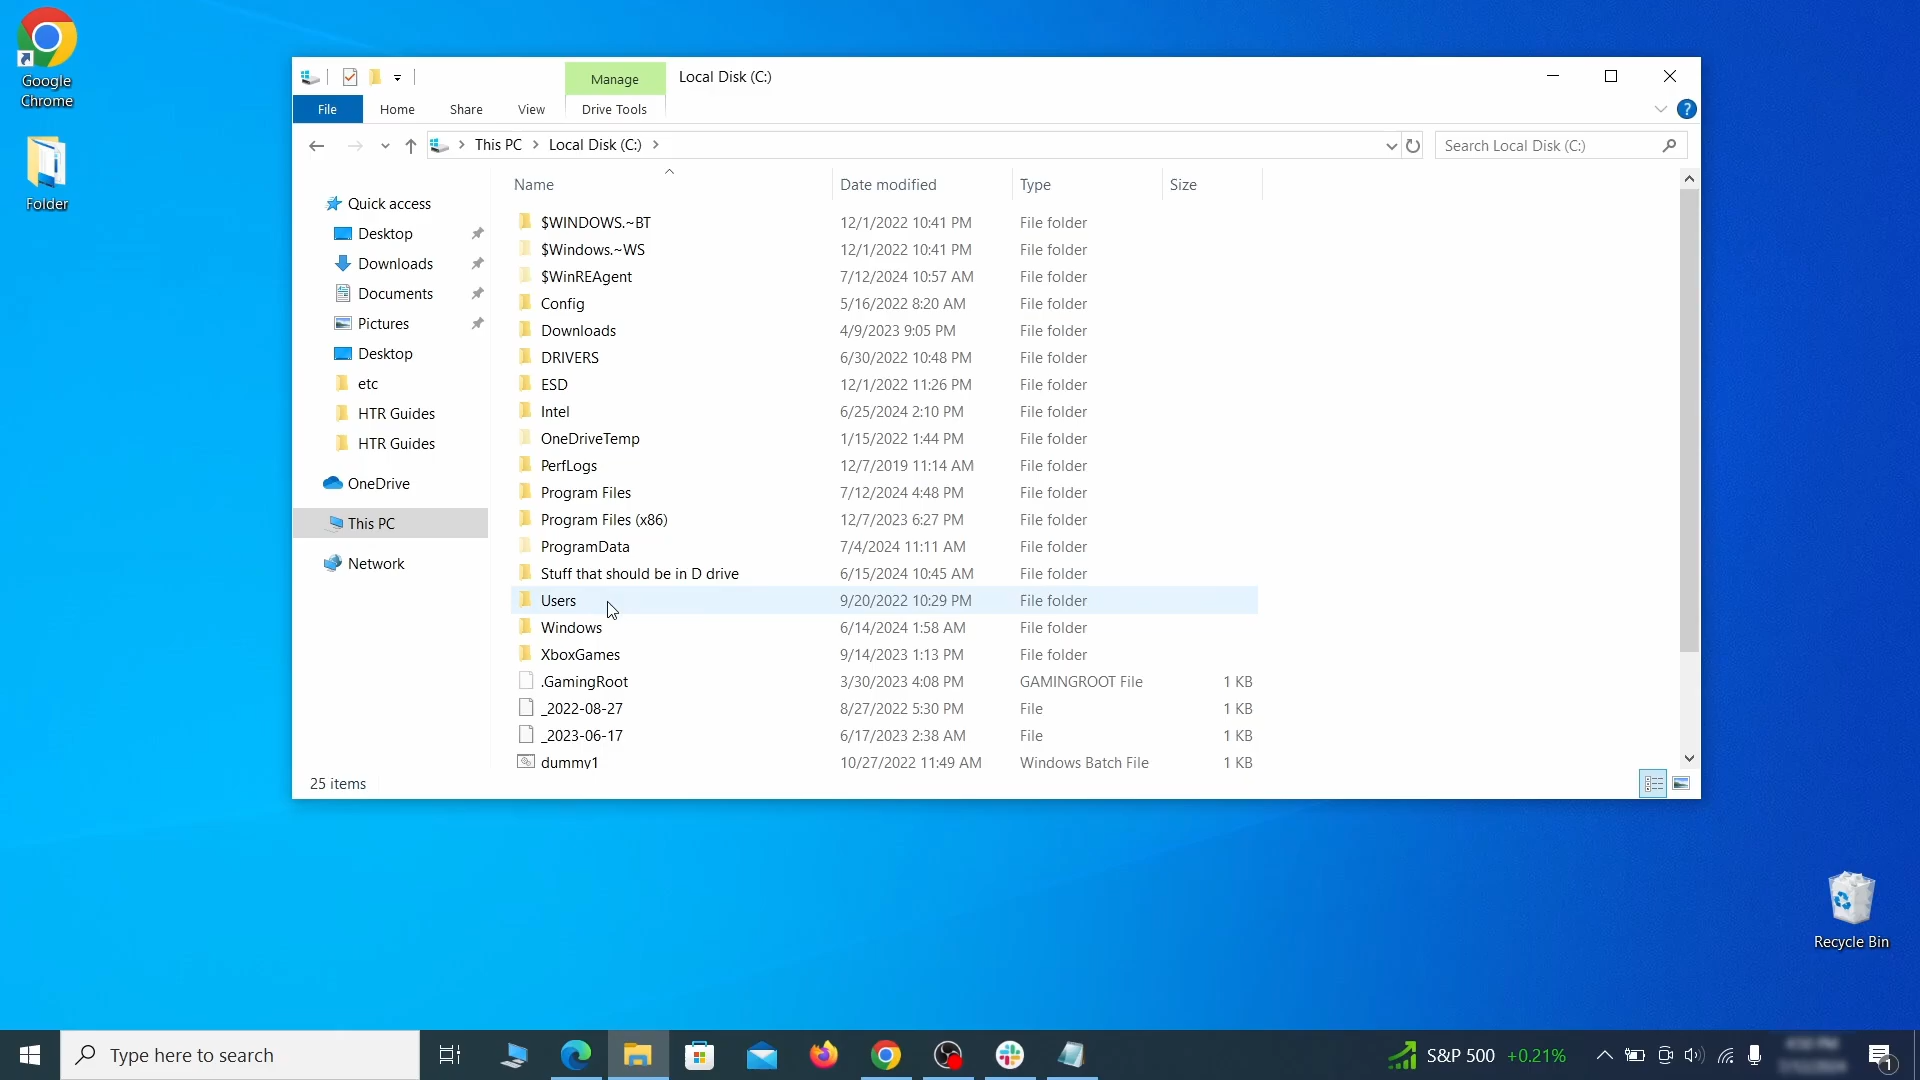 Google
Chrome
Folder
Manage
Local Disk (C:)
File
Home
Share
View
Drive Tools
This PC
Local Disk (C:)
Search Local Disk (C:)
Quick access
Desktop
Downloads
Documents
Pictures
Desktop
etc
HTR Guides
HTR Guides
OneDrive
This PC
Network
Name Date modified Type Size
$WINDOWS.~BT 12/1/2022 10:41 PM File folder
$Windows.~WS 12/1/2022 10:41 PM File folder
$WinREAgent 7/12/2024 10:57 AM File folder
Config 5/16/2022 8:20 AM File folder
Downloads 4/9/2023 9:05 PM File folder
DRIVERS 6/30/2022 10:48 PM File folder
ESD 12/1/2022 11:26 PM File folder
Intel 6/25/2024 2:10 PM File folder
OneDriveTemp 1/15/2022 1:44 PM File folder
PerfLogs 12/7/2019 11:14 AM File folder
Program Files 7/12/2024 4:48 PM File folder
Program Files (x86) 12/7/2023 6:27 PM File folder
ProgramData 7/4/2024 11:11 AM File folder
Stuff that should be in D drive 6/15/2024 10:45 AM File folder
Users 9/20/2022 10:29 PM File folder
Windows 6/14/2024 1:58 AM File folder
XboxGames 9/14/2023 1:13 PM File folder
.GamingRoot 3/30/2023 4:08 PM GAMINGROOT File 1 KB
_2022-08-27 8/27/2022 5:30 PM File 1 KB
_2023-06-17 6/17/2023 2:38 AM File 1 KB
dummy1 10/27/2022 11:49 AM Windows Batch File 1 KB
25 items
Recycle Bin
Type here to search
S&P 500 +0.21%
1